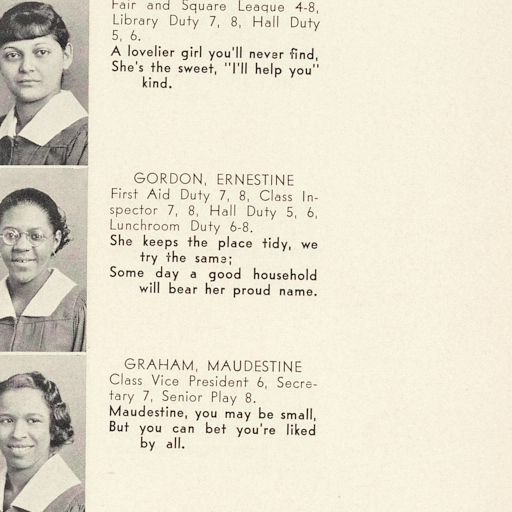 Fair and Square League 4-8,
Library Duty 7, 8, Hall Duty
5, 6.
A lovelier girl you'll never find,
She's the sweet, "I'll help you"
kind.
GORDON, ERNESTINE
First Aid Duty 7, 8, Class In-
spector 7, 8, Hall Duty 5, 6,
Lunchroom Duty 6-8.
She keeps the place tidy, we
try the same;
Some day a good household
will bear her proud name.
GRAHAM, MAUDESTINE
Class Vice President 6, Secre-
tary 7, Senior Play 8.
Maudestine, you may be small,
But you can bet you're liked
by all.